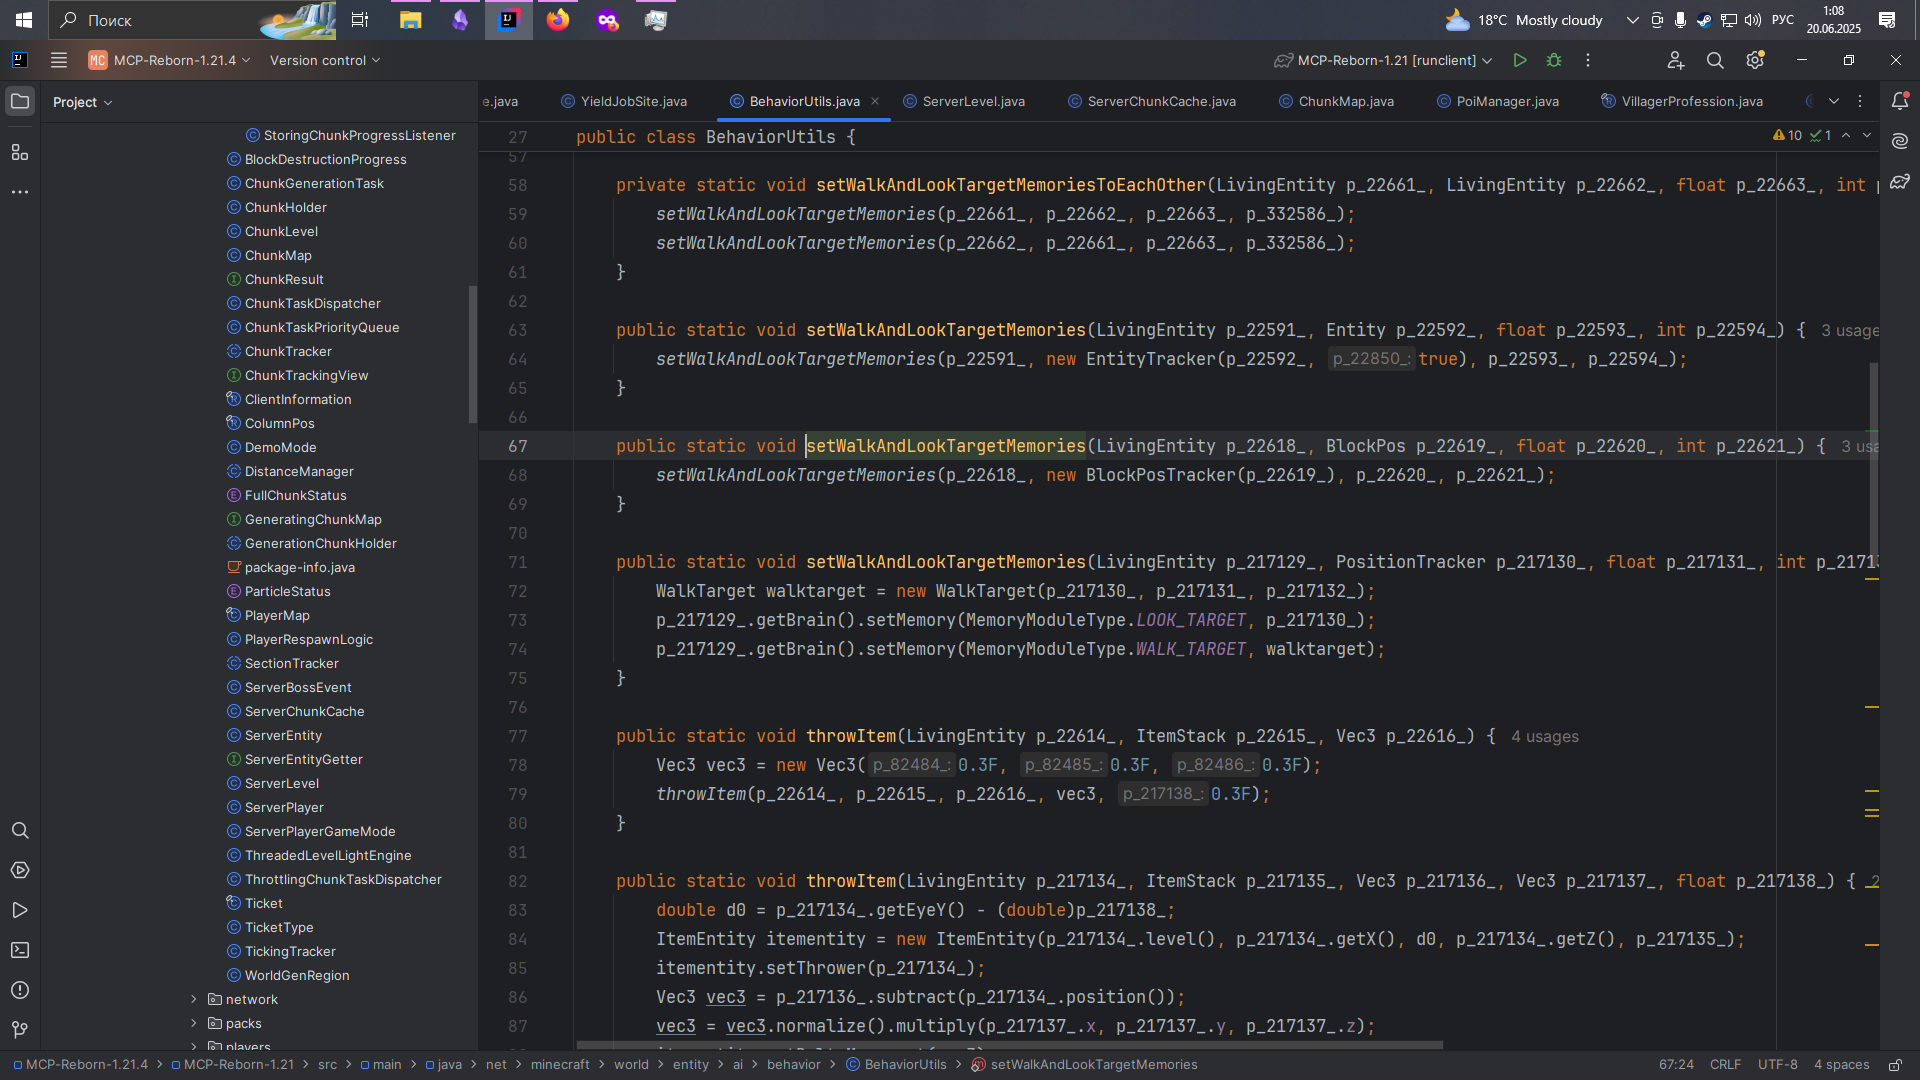 Поиск
18°C Mostly cloudy
РУС
1:08
20.06.2025
MC MCP-Reborn-1.21.4
Version control
MCP-Reborn-1.21 [runclient]
Project
e.java
YieldJobSite.java
BehaviorUtils.java
ServerLevel.java
ServerChunkCache.java
ChunkMap.java
PoiManager.java
VillagerProfession.java
StoringChunkProgressListener
BlockDestructionProgress
ChunkGenerationTask
ChunkHolder
ChunkLevel
ChunkMap
ChunkResult
ChunkTaskDispatcher
ChunkTaskPriorityQueue
ChunkTracker
ChunkTrackingView
ClientInformation
ColumnPos
DemoMode
DistanceManager
FullChunkStatus
GeneratingChunkMap
GenerationChunkHolder
package-info.java
ParticleStatus
PlayerMap
PlayerRespawnLogic
SectionTracker
ServerBossEvent
ServerChunkCache
ServerEntity
ServerEntityGetter
ServerLevel
ServerPlayer
ServerPlayerGameMode
ThreadedLevelLightEngine
ThrottlingChunkTaskDispatcher
Ticket
TicketType
TickingTracker
WorldGenRegion
network
packs
players
27 public class BehaviorUtils {
10 1
57
58 private static void setWalkAndLookTargetMemoriesToEachOther(LivingEntity p_22661_, LivingEntity p_22662_, float p_22663_, int
59 setWalkAndLookTargetMemories(p_22661_, p_22662_, p_22663_, p_332586_);
60 setWalkAndLookTargetMemories(p_22662_, p_22661_, p_22663_, p_332586_);
61 }
62
63 public static void setWalkAndLookTargetMemories(LivingEntity p_22591_, Entity p_22592_, float p_22593_, int p_22594_) { 3 usage
64 setWalkAndLookTargetMemories(p_22591_, new EntityTracker(p_22592_, p_22850_: true), p_22593_, p_22594_);
65 }
66
67 public static void setWalkAndLookTargetMemories(LivingEntity p_22618_, BlockPos p_22619_, float p_22620_, int p_22621_) { 3 usa
68 setWalkAndLookTargetMemories(p_22618_, new BlockPosTracker(p_22619_), p_22620_, p_22621_);
69 }
70
71 public static void setWalkAndLookTargetMemories(LivingEntity p_217129_, PositionTracker p_217130_, float p_217131_, int p_2171
72 WalkTarget walktarget = new WalkTarget(p_217130_, p_217131_, p_217132_);
73 p_217129_.getBrain().setMemory(MemoryModuleType.LOOK_TARGET, p_217130_);
74 p_217129_.getBrain().setMemory(MemoryModuleType.WALK_TARGET, walktarget);
75 }
76
77 public static void throwItem(LivingEntity p_22614_, ItemStack p_22615_, Vec3 p_22616_) { 4 usages
78 Vec3 vec3 = new Vec3( p_82484_: 0.3F, p_82485_: 0.3F, p_82486_: 0.3F);
79 throwItem(p_22614_, p_22615_, p_22616_, vec3, p_217138_: 0.3F);
80 }
81
82 public static void throwItem(LivingEntity p_217134_, ItemStack p_217135_, Vec3 p_217136_, Vec3 p_217137_, float p_217138_) { 2
83 double d0 = p_217134_.getEyeY() - (double)p_217138_;
84 ItemEntity itementity = new ItemEntity(p_217134_.level(), p_217134_.getX(), d0, p_217134_.getZ(), p_217135_);
85 itementity.setThrower(p_217134_);
86 Vec3 vec3 = p_217136_.subtract(p_217134_.position());
87 vec3 = vec3.normalize().multiply(p_217137_.x, p_217137_.y, p_217137_.z);
MCP-Reborn-1.21.4 > MCP-Reborn-1.21 > src > main > java > net > minecraft > world > entity > ai > behavior > BehaviorUtils > setWalkAndLookTargetMemories
67:24 CRLF UTF-8 4 spaces